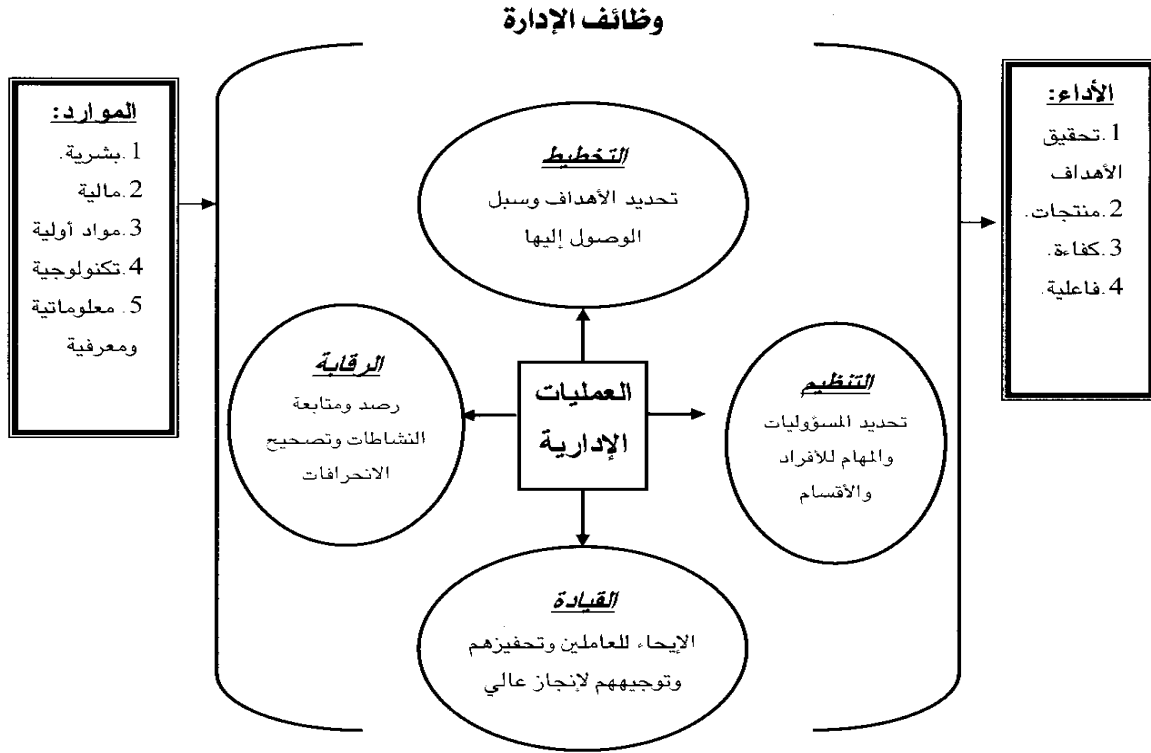 وظائف الإدارة
الأداء:
1.تحقيق
الأهداف
2.منتجات.
3.كفاءة.
4.فاعلية.
التخطيط
تحديد الأهداف وسبل
الوصول إليها
الموارد:
1.بشرية.
2.مالية
3.مواد أولية
4.تكنولوجية
5. معلوماتية
ومعرفية
التنظيم
تحديد المسؤوليات
والمهام للأفراد
والأقسام
العمليات
الإدارية
الرقابة
رصد ومتابعة
النشاطات وتصحيح
الانحرافات
القيادة
الإيحاء للعاملين وتحفيزهم
وتوجيههم لإنجاز عالي